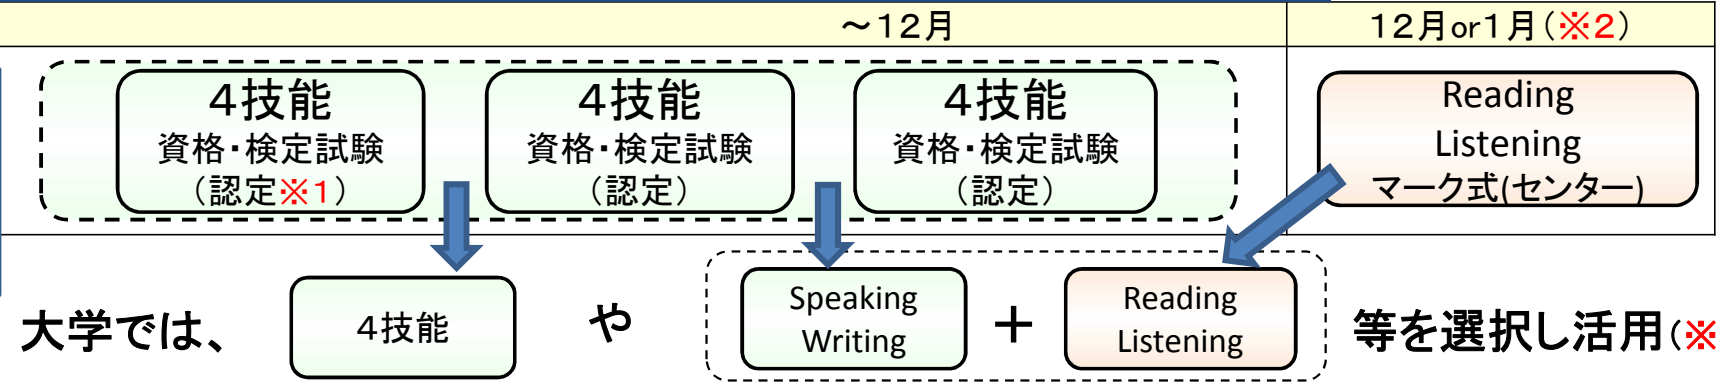 ～12月
12月or1月(※2)
4技能
資格・検定試験
(認定※1)
4技能
資格・検定試験
(認定)
4技能
資格・検定試験
(認定)
Reading
Listening
マーク式(センター)
大学では、
4技能
や
Speaking
Writing
＋
Reading
Listening
等を選択し活用(※